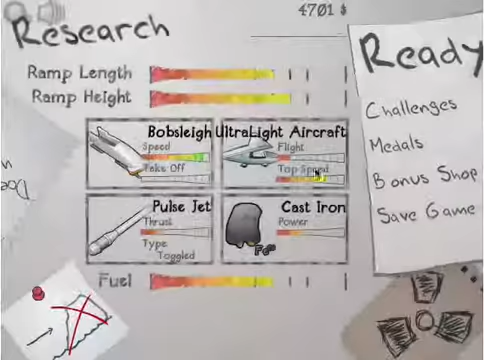 4701 $
Research
Ready
Ramp Length
Ramp Height
Challenges
Medals
Bonus Shop
Save Game
Bobsleigh
Speed
Take Off
UltraLight Aircraft
Flight
Top Speed
Pulse Jet
Thrust
Type
Toggled
Cast Iron
Power
Fe
Fuel